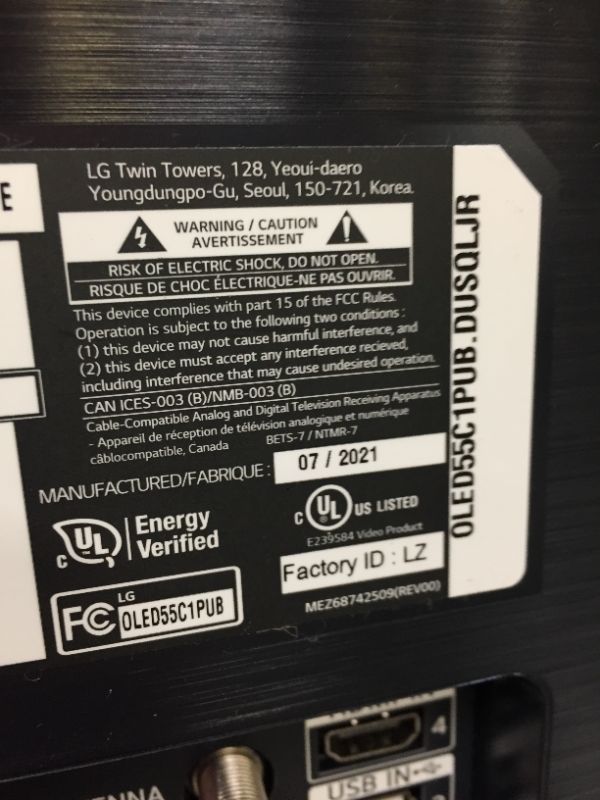 E
LG Twin Towers, 128, Yeoui-daero
Youngdungpo-Gu, Seoul, 150-721, Korea.
WARNING / CAUTION
AVERTISSEMENT
RISK OF ELECTRIC SHOCK, DO NOT OPEN.
RISQUE DE CHOC ÉLECTRIQUE-NE PAS OUVRIR.
This device complies with part 15 of the FCC Rules.
Operation is subject to the following two conditions :
(1) this device may not cause harmful interference, and
(2) this device must accept any interference recieved,
including interference that may cause undesired operation.
CAN ICES-003 (B)/NMB-003 (B)
Cable-Compatible Analog and Digital Television Receiving Apparatus
- Appareil de réception de télévision analogique et numérique
câblocompatible, Canada BETS-7 / NTMR-7
MANUFACTURED/FABRIQUE : 07 / 2021
C UL Energy
Verified
C UL US LISTED
E239584 Video Product
Factory ID : LZ
FC LG
OLED55C1PUB
MEZ68742509(REV00)
OLED55C1PUB.DUSQLJR
4
USB IN